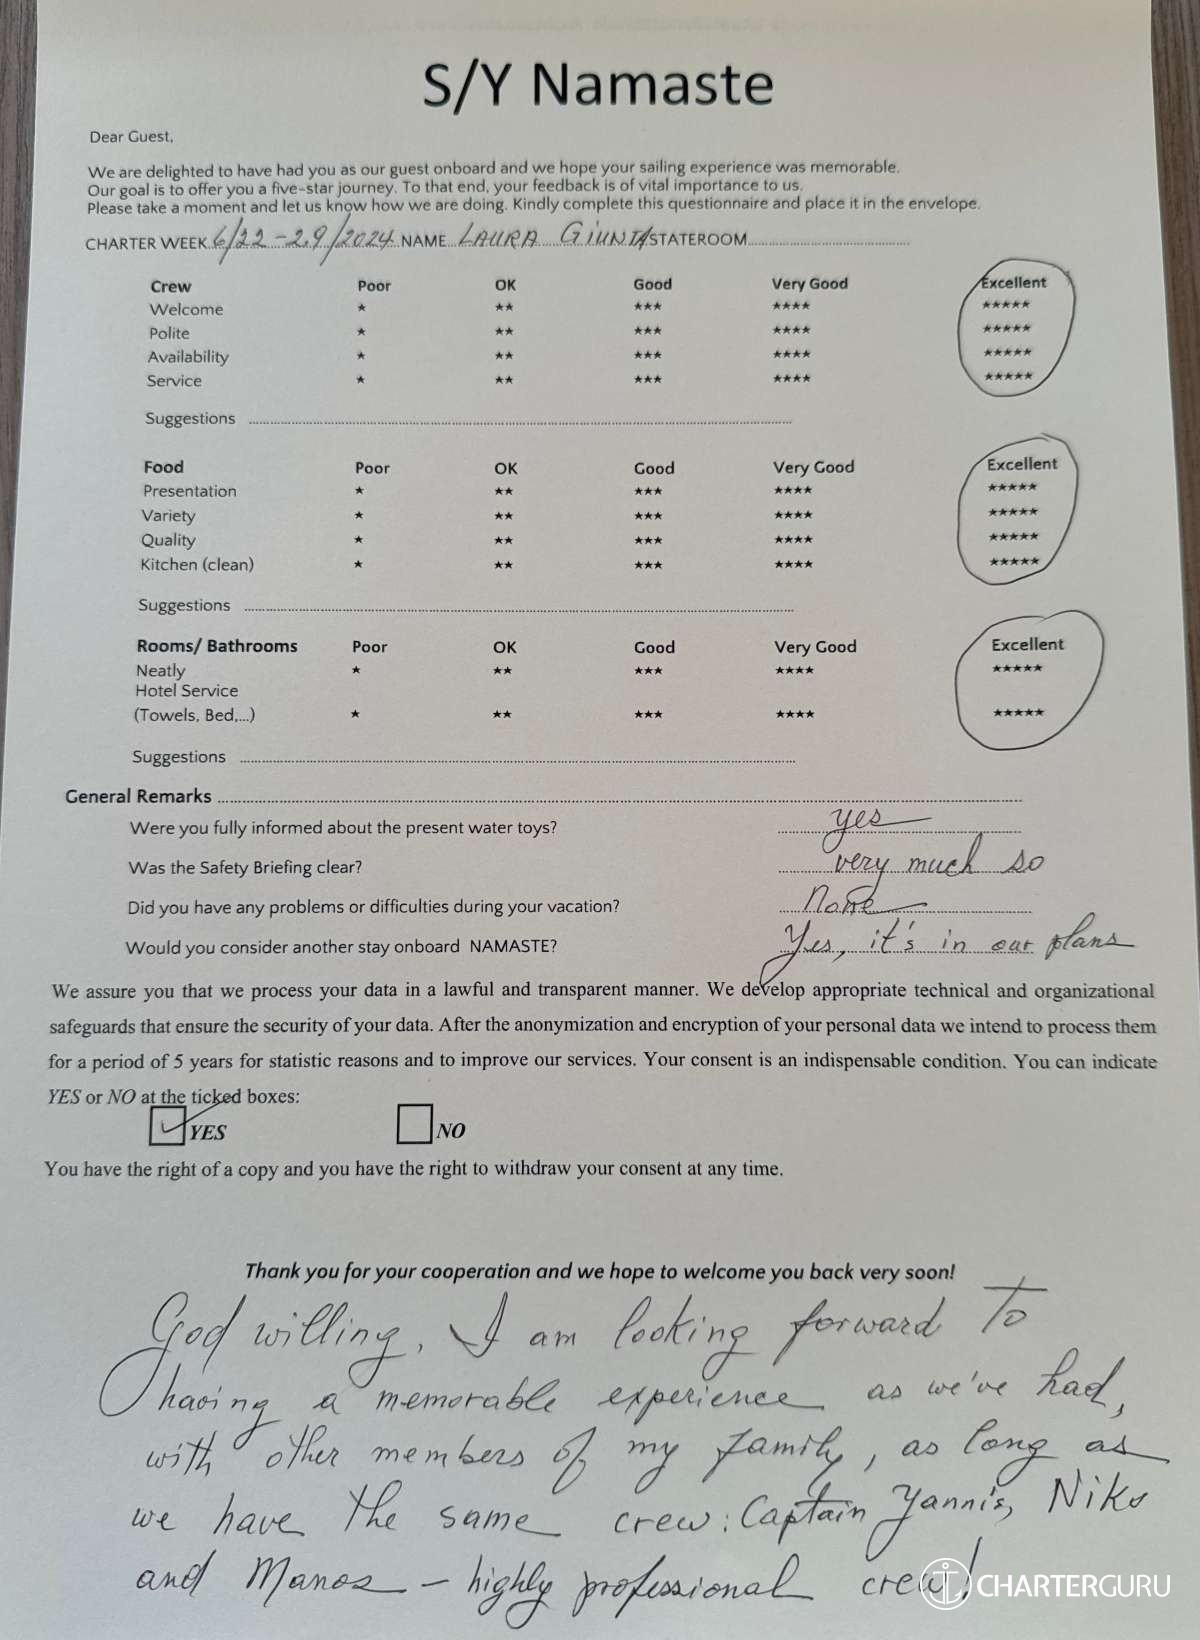 S/Y Namaste
Dear Guest,
We are delighted to have had you as our guest onboard and we hope your sailing experience was memorable.
Our goal is to offer you a five-star journey. To that end, your feedback is of vital importance to us.
Please take a moment and let us know how we are doing. Kindly complete this questionnaire and place it in the envelope.
CHARTER WEEK 6/22-29/2024 NAME LAURA GIUNTA STATEROOM
Crew Poor OK Good Very Good Excellent
Welcome ★ ★★ ★★★ ★★★★ ★★★★★
Polite ★ ★★ ★★★ ★★★★ ★★★★★
Availability ★ ★★ ★★★ ★★★★ ★★★★★
Service ★ ★★ ★★★ ★★★★ ★★★★★
Suggestions
Food Poor OK Good Very Good Excellent
Presentation ★ ★★ ★★★ ★★★★ ★★★★★
Variety ★ ★★ ★★★ ★★★★ ★★★★★
Quality ★ ★★ ★★★ ★★★★ ★★★★★
Kitchen (clean) ★ ★★ ★★★ ★★★★ ★★★★★
Suggestions
Rooms/ Bathrooms Poor OK Good Very Good Excellent
Neatly ★ ★★ ★★★ ★★★★ ★★★★★
Hotel Service
(Towels, Bed,...) ★ ★★ ★★★ ★★★★ ★★★★★
Suggestions
General Remarks
Were you fully informed about the present water toys? yes
Was the Safety Briefing clear? very much so
Did you have any problems or difficulties during your vacation? None
Would you consider another stay onboard NAMASTE? Yes, it's in our plans
We assure you that we process your data in a lawful and transparent manner. We develop appropriate technical and organizational
safeguards that ensure the security of your data. After the anonymization and encryption of your personal data we intend to process them
for a period of 5 years for statistic reasons and to improve our services. Your consent is an indispensable condition. You can indicate
YES or NO at the ticked boxes:
YES NO
You have the right of a copy and you have the right to withdraw your consent at any time.
Thank you for your cooperation and we hope to welcome you back very soon!
God willing, I am looking forward to
having a memorable experience as we've had,
with other members of my family, as long as
we have the same crew: Captain Yannis, Niko
and Manos - highly professional crew!
CHARTERGURU